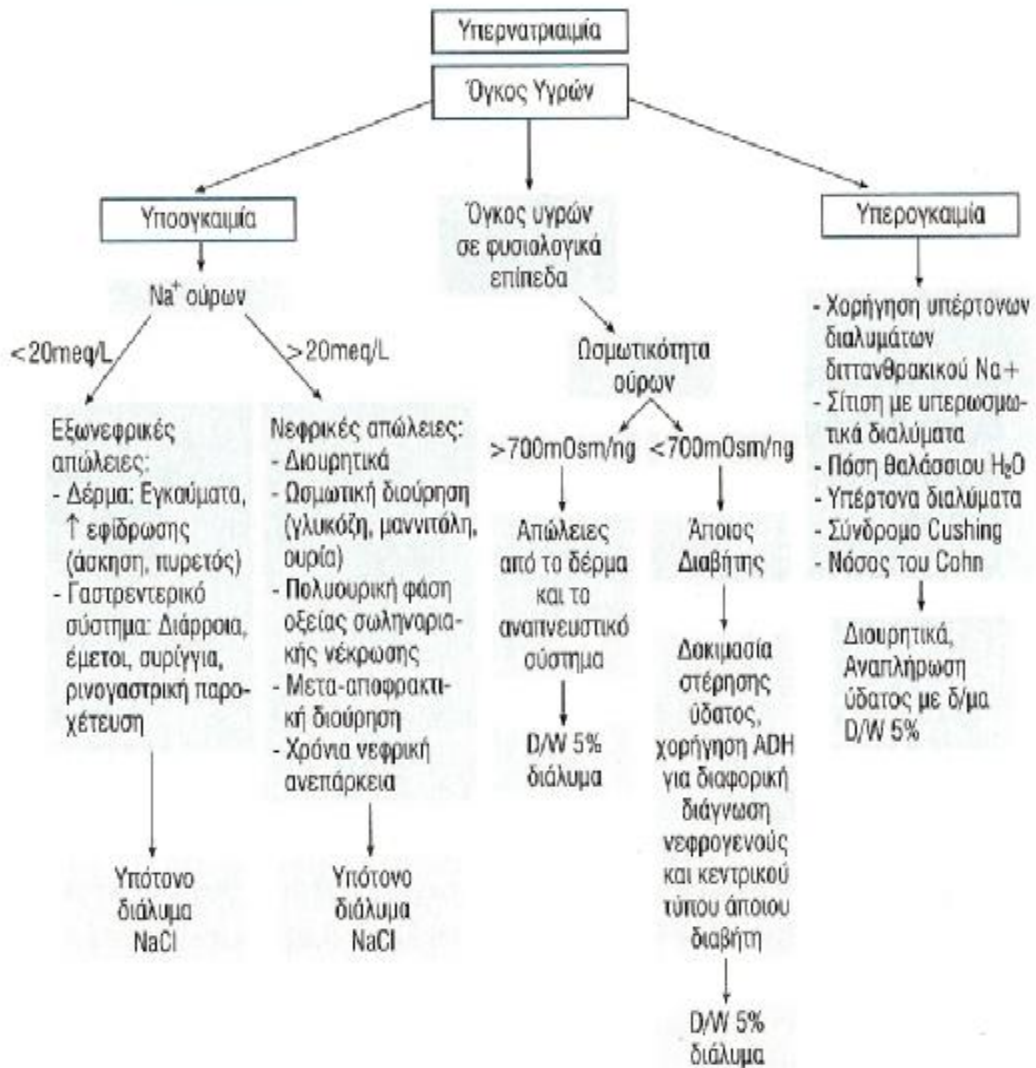 Υπερνατριαιμία
Όγκος Υγρών
Υποογκαιμία
Na⁺ ούρων
<20meq/L
>20meq/L
Εξωνεφρικές
απώλειες:
- Δέρμα: Εγκαύματα,
↑ εφίδρωσης
(άσκηση, πυρετός)
- Γαστρεντερικό
σύστημα: Διάρροια,
έμετοι, συρίγγια,
ρινογαστρική παρο-
χέτευση
Υπότονο
διάλυμα
NaCl
Νεφρικές απώλειες:
- Διουρητικά
- Ωσμωτική διούρηση
(γλυκόζη, μαννιτόλη,
ουρία)
- Πολυουρική φάση
οξείας σωληναρια-
κής νέκρωσης
- Μετα-αποφρακτι-
κή διούρηση
- Χρόνια νεφρική
ανεπάρκεια
Υπότονο
διάλυμα
NaCl
Όγκος υγρών
σε φυσιολογικά
επίπεδα
Ωσμωτικότητα
ούρων
>700mOsm/ng
<700mOsm/ng
Απώλειες
από το δέρμα
και το
αναπνευστικό
σύστημα
D/W 5%
διάλυμα
Άποιος
Διαβήτης
Δοκιμασία
στέρησης
ύδατος,
χορήγηση ADH
για διαφορική
διάγνωση
νεφρογενούς
και κεντρικού
τύπου άποιου
διαβήτη
D/W 5%
διάλυμα
Υπερογκαιμία
- Χορήγηση υπέρτονων
διαλυμάτων
διττανθρακικού Na+
- Σίτιση με υπερωσμω-
τικά διαλύματα
- Πόση θαλάσσιου H₂O
- Υπέρτονα διαλύματα
- Σύνδρομο Cushing
- Νόσος του Cohn
Διουρητικά,
Αναπλήρωση
ύδατος με δ/μα
D/W 5%